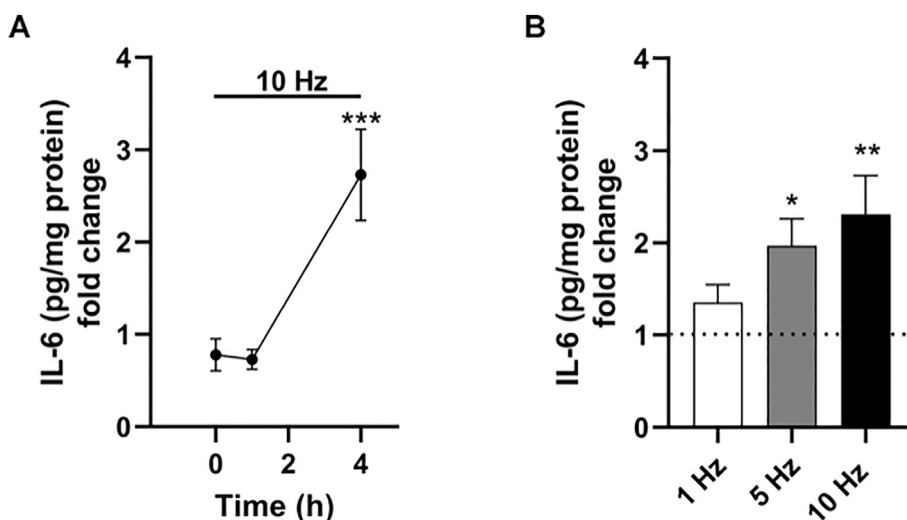 A
IL-6 (pg/mg protein)
fold change
4
3
2
1
0
10 Hz
***
0
2
4
Time (h)
B
IL-6 (pg/mg protein)
fold change
4
3
2
1
0
*
**
1 Hz
5 Hz
10 Hz